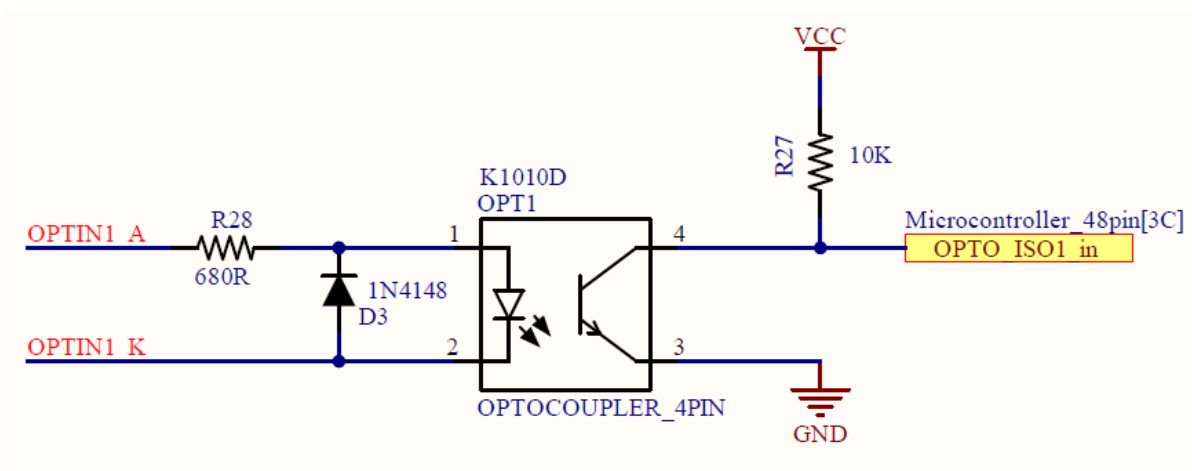 VCC
R27
10K
K1010D
OPT1
Microcontroller_48pin[3C]
OPTIN1_A
R28
1
4
OPTO_ISO1_in
680R
1N4148
D3
OPTIN1_K
2
3
OPTOCOUPLER_4PIN
GND